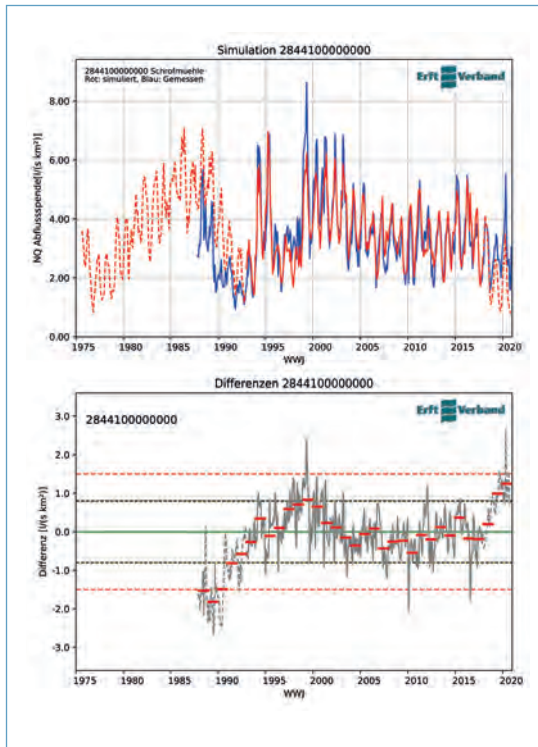 Simulation 2844100000000
2844100000000 Schrofmuehle
Rot: simuliert, Blau: Gemessen
Erft Verband
NQ Abflussspende[l/(s km²)]
8.00
6.00
4.00
2.00
0.00
1975 1980 1985 1990 1995 2000 2005 2010 2015 2020
WWJ
Differenzen 2844100000000
2844100000000
Erft Verband
Differenz [l/(s km²)]
3.0
2.0
1.0
0.0
-1.0
-2.0
-3.0
1975 1980 1985 1990 1995 2000 2005 2010 2015 2020
WWJ